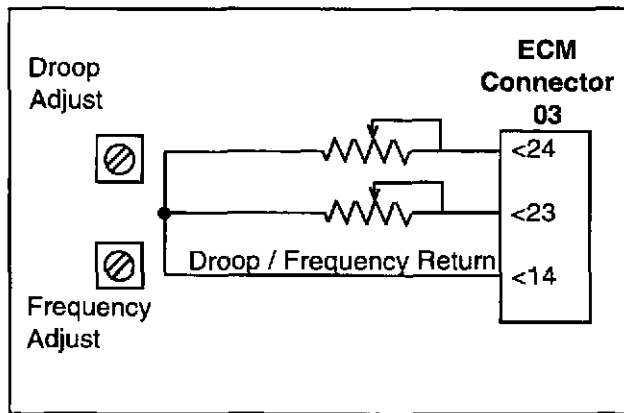 Droop
Adjust
ECM
Connector
03
<24
<23
Droop / Frequency Return
<14
Frequency
Adjust